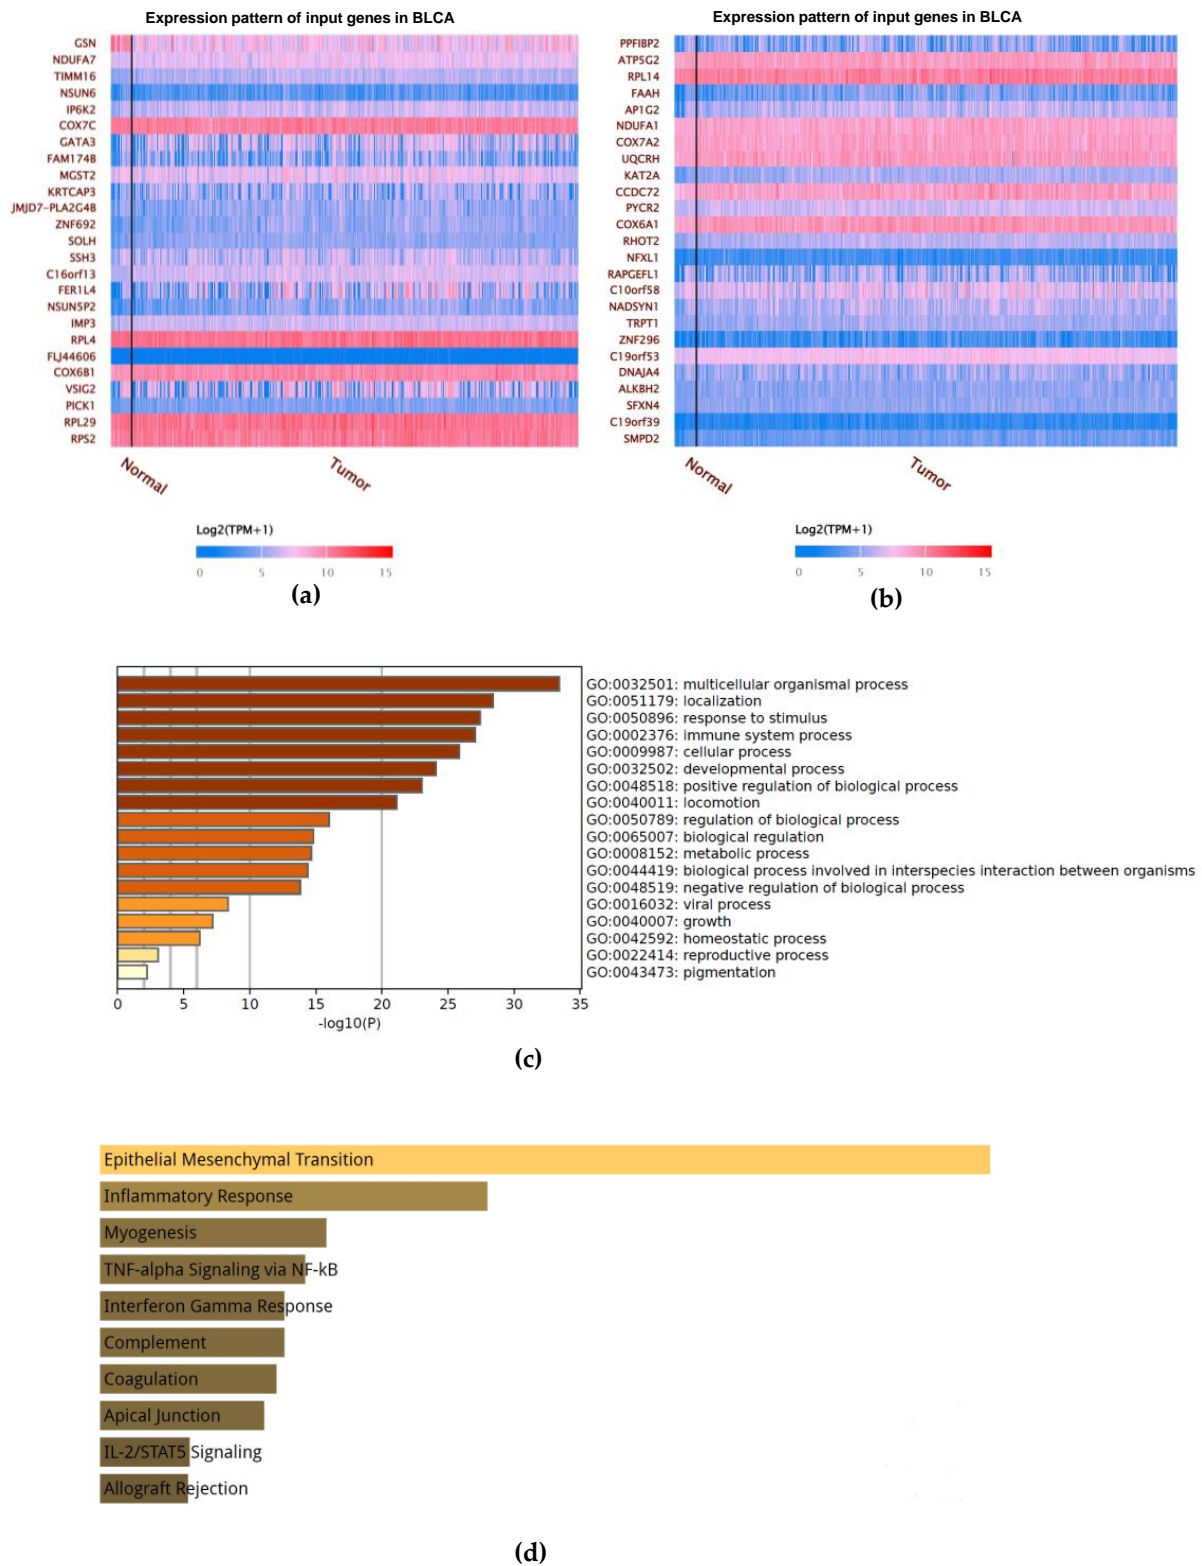 Expression pattern of input genes in BLCA
GSN
NDUFA7
TIMM16
NSUN6
IP6K2
COX7C
GATA3
FAM174B
MGST2
KRTCAP3
JMJD7-PLA2G4B
ZNF692
SOLH
SSH3
C16orf13
FER1L4
NSUN5P2
IMP3
RPL4
FLJ44606
COX6B1
VSIG2
PICK1
RPL29
RPS2
Normal
Tumor
Log2(TPM+1)
0 5 10 15
(a)
Expression pattern of input genes in BLCA
PPFIBP2
ATP5G2
RPL14
FAAH
AP1G2
NDUFA1
COX7A2
UQCRH
KAT2A
CCDC72
PYCR2
COX6A1
RHOT2
NFXL1
RAPGEFL1
C10orf58
NADSYN1
TRPT1
ZNF296
C19orf53
DNAJA4
ALKBH2
SFXN4
C19orf39
SMPD2
Normal
Tumor
Log2(TPM+1)
0 5 10 15
(b)
GO:0032501: multicellular organismal process
GO:0051179: localization
GO:0050896: response to stimulus
GO:0002376: immune system process
GO:0009987: cellular process
GO:0032502: developmental process
GO:0048518: positive regulation of biological process
GO:0040011: locomotion
GO:0050789: regulation of biological process
GO:0065007: biological regulation
GO:0008152: metabolic process
GO:0044419: biological process involved in interspecies interaction between organisms
GO:0048519: negative regulation of biological process
GO:0016032: viral process
GO:0040007: growth
GO:0042592: homeostatic process
GO:0022414: reproductive process
GO:0043473: pigmentation
0 5 10 15 20 25 30 35
-log10(P)
(c)
Epithelial Mesenchymal Transition
Inflammatory Response
Myogenesis
TNF-alpha Signaling via NF-kB
Interferon Gamma Response
Complement
Coagulation
Apical Junction
IL-2/STAT5 Signaling
Allograft Rejection
(d)